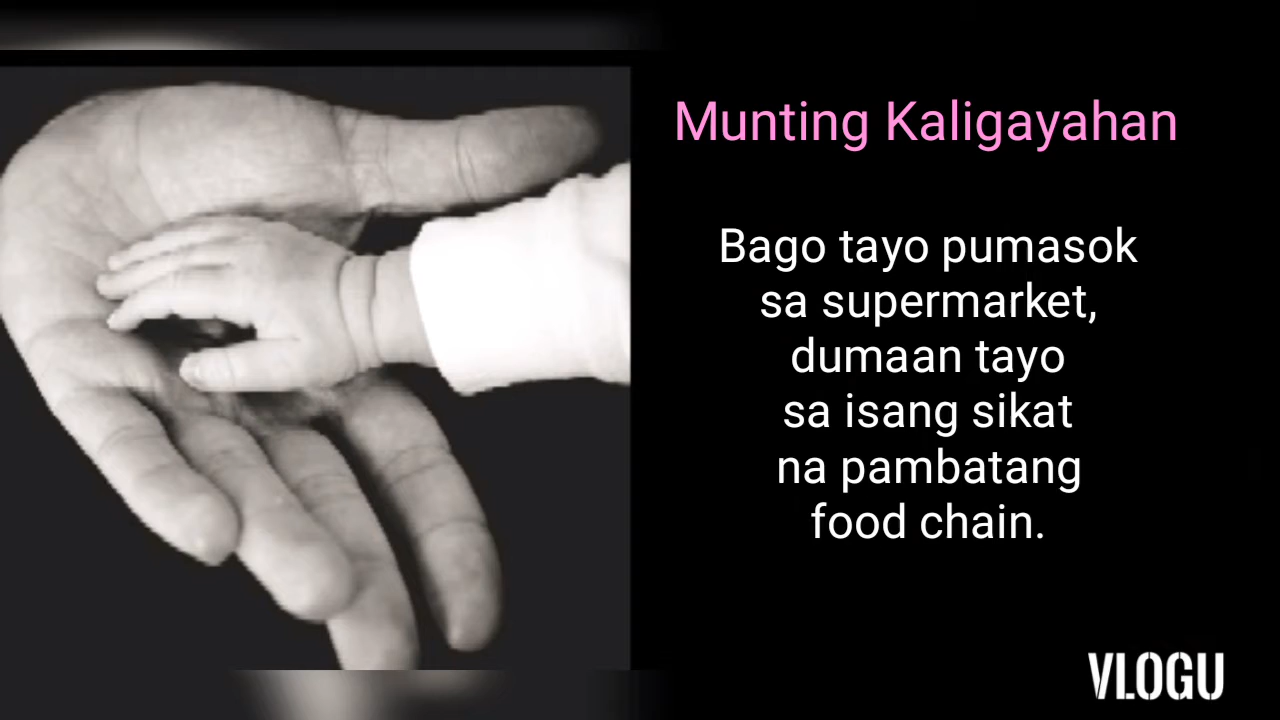 Munting Kaligayahan
Bago tayo pumasok
sa supermarket,
dumaan tayo
sa isang sikat
na pambatang
food chain.
VLOGU